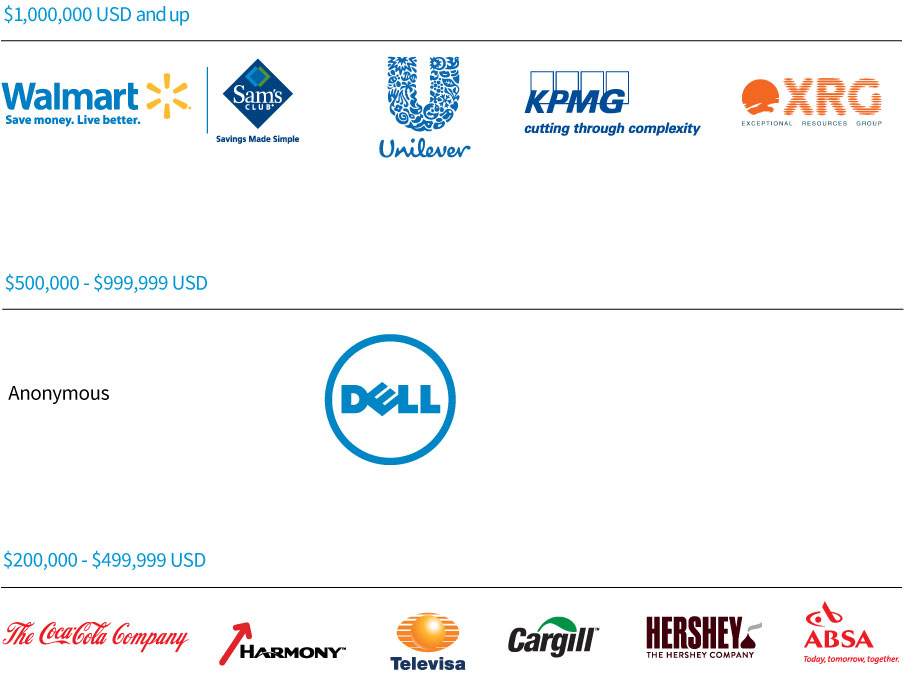 $1,000,000 USD and up
Walmart
Save money. Live better.
Sam's
CLUB®
Savings Made Simple
Unilever
KPMG
cutting through complexity
XRG
EXCEPTIONAL RESOURCES GROUP
$500,000 - $999,999 USD
Anonymous
DELL
$200,000 - $499,999 USD
The Coca-Cola Company
HARMONY™
Televisa
Cargill™
HERSHEY
THE HERSHEY COMPANY
ABSA
Today, tomorrow, together.